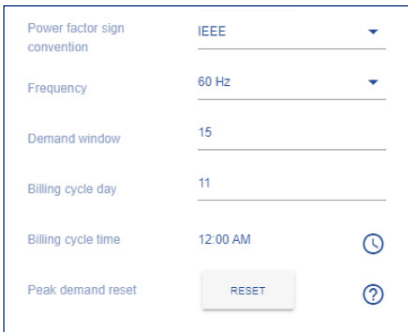 Power factor sign
convention
IEEE
Frequency
60 Hz
Demand window
15
Billing cycle day
11
Billing cycle time
12:00 AM
Peak demand reset
RESET
?